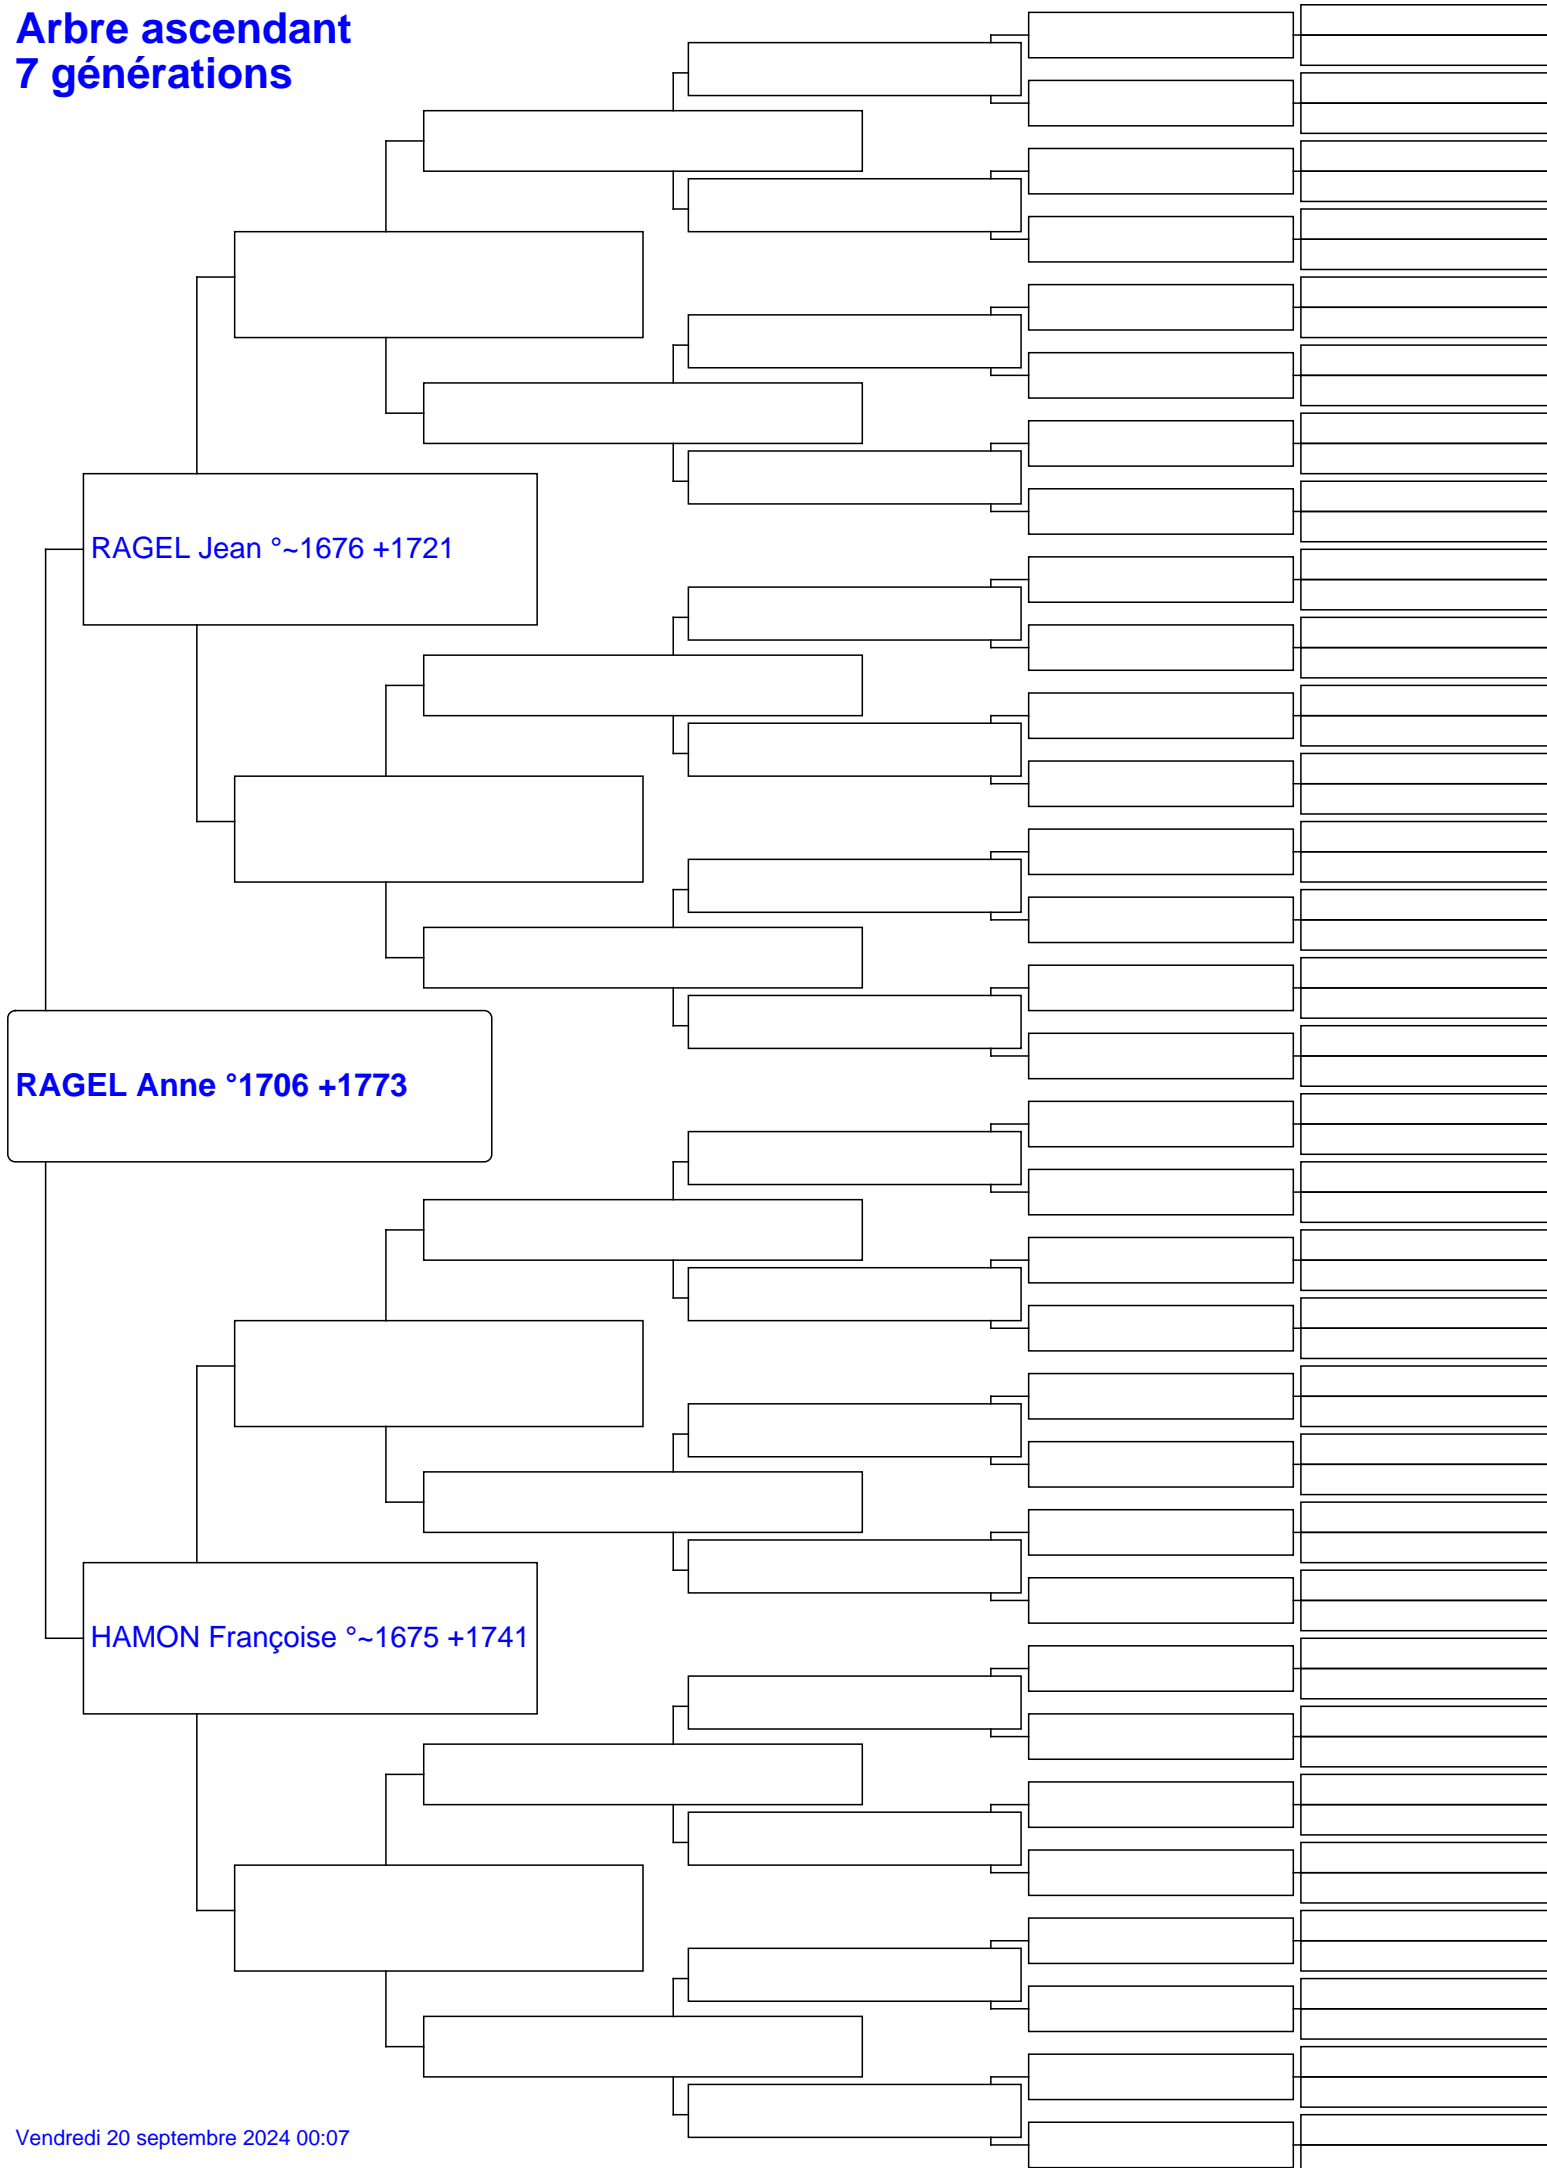 Arbre ascendant
7 générations
RAGEL Jean °~1676 +1721
RAGEL Anne °1706 +1773
HAMON Françoise °~1675 +1741
Vendredi 20 septembre 2024 00:07